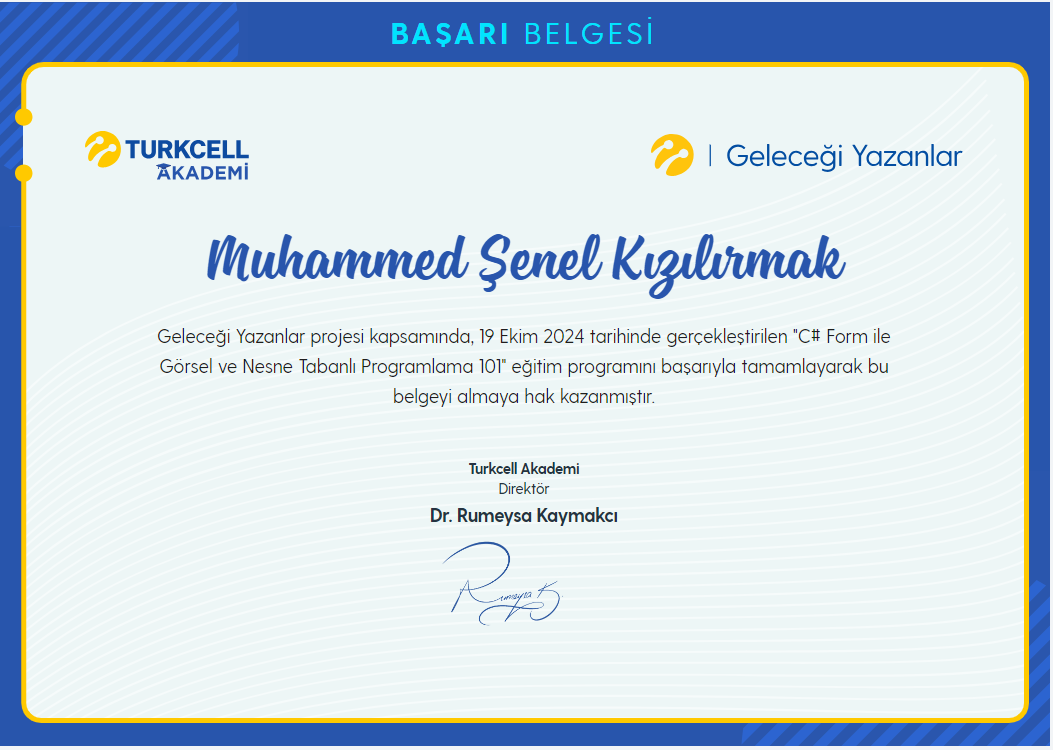 BAŞARI BELGESİ
TURKCELL
AKADEMİ
| Geleceği Yazanlar
Muhammed Şenel Kızılırmak
Geleceği Yazanlar projesi kapsamında, 19 Ekim 2024 tarihinde gerçekleştirilen "C# Form ile
Görsel ve Nesne Tabanlı Programlama 101" eğitim programını başarıyla tamamlayarak bu
belgeyi almaya hak kazanmıştır.
Turkcell Akademi
Direktör
Dr. Rumeysa Kaymakcı
Rumeysa K.